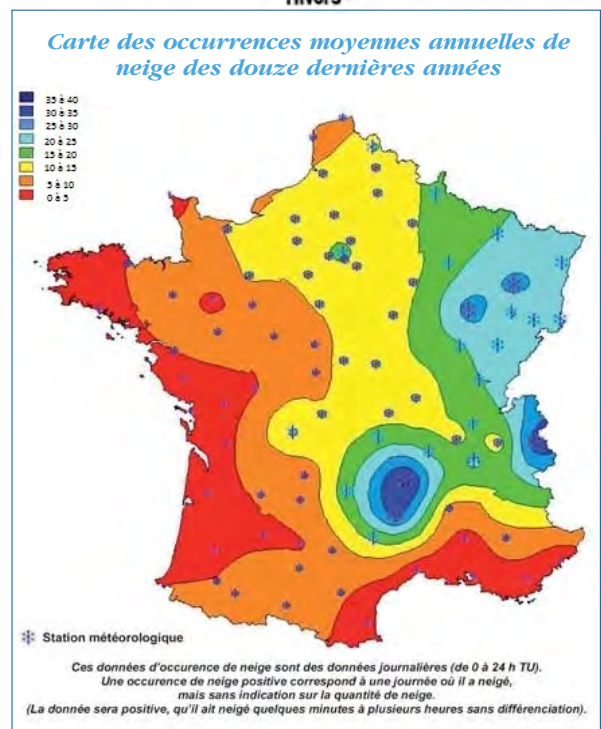 Hivers
Carte des occurrences moyennes annuelles de
neige des douze dernières années
35 à 40
30 à 35
25 à 30
20 à 25
15 à 20
10 à 15
5 à 10
0 à 5
Station météorologique
Ces données d'occurence de neige sont des données journalières (de 0 à 24 h TU).
Une occurence de neige positive correspond à une journée où il a neigé,
mais sans indication sur la quantité de neige.
(La donnée sera positive, qu'il ait neigé quelques minutes à plusieurs heures sans différenciation).